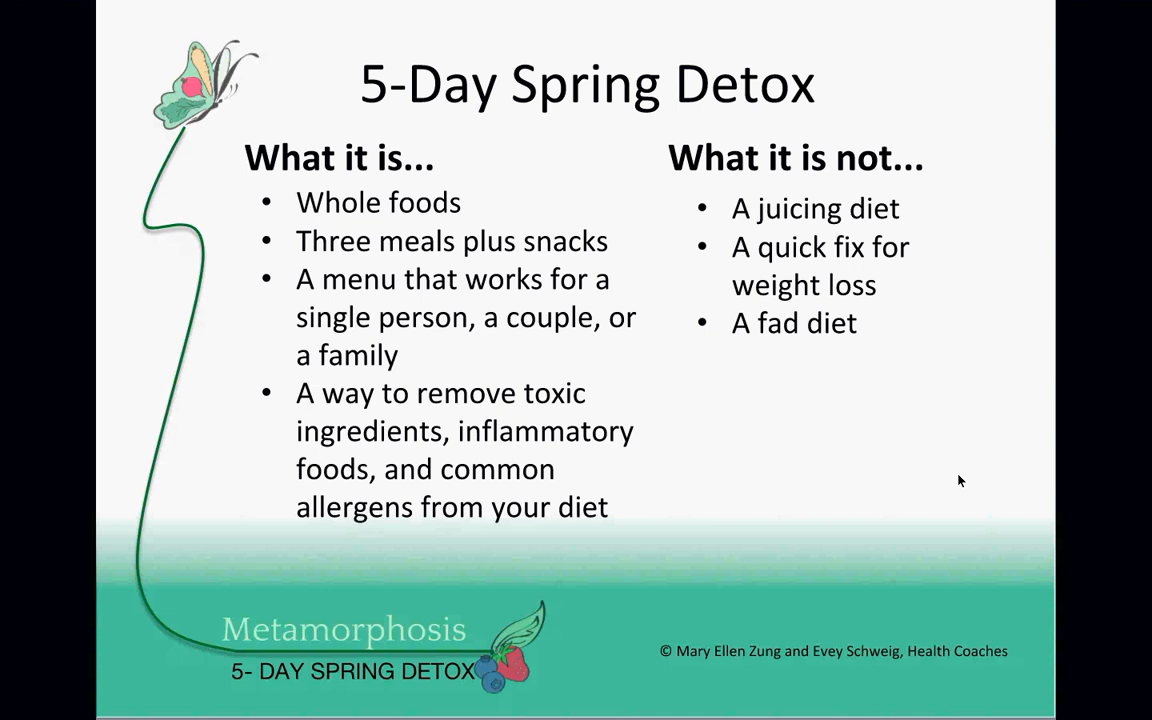 5-Day Spring Detox
What it is...
• Whole foods
• Three meals plus snacks
• A menu that works for a
single person, a couple, or
a family
• A way to remove toxic
ingredients, inflammatory
foods, and common
allergens from your diet
What it is not...
• A juicing diet
• A quick fix for
weight loss
• A fad diet
Metamorphosis
5- DAY SPRING DETOX
© Mary Ellen Zung and Evey Schweig, Health Coaches